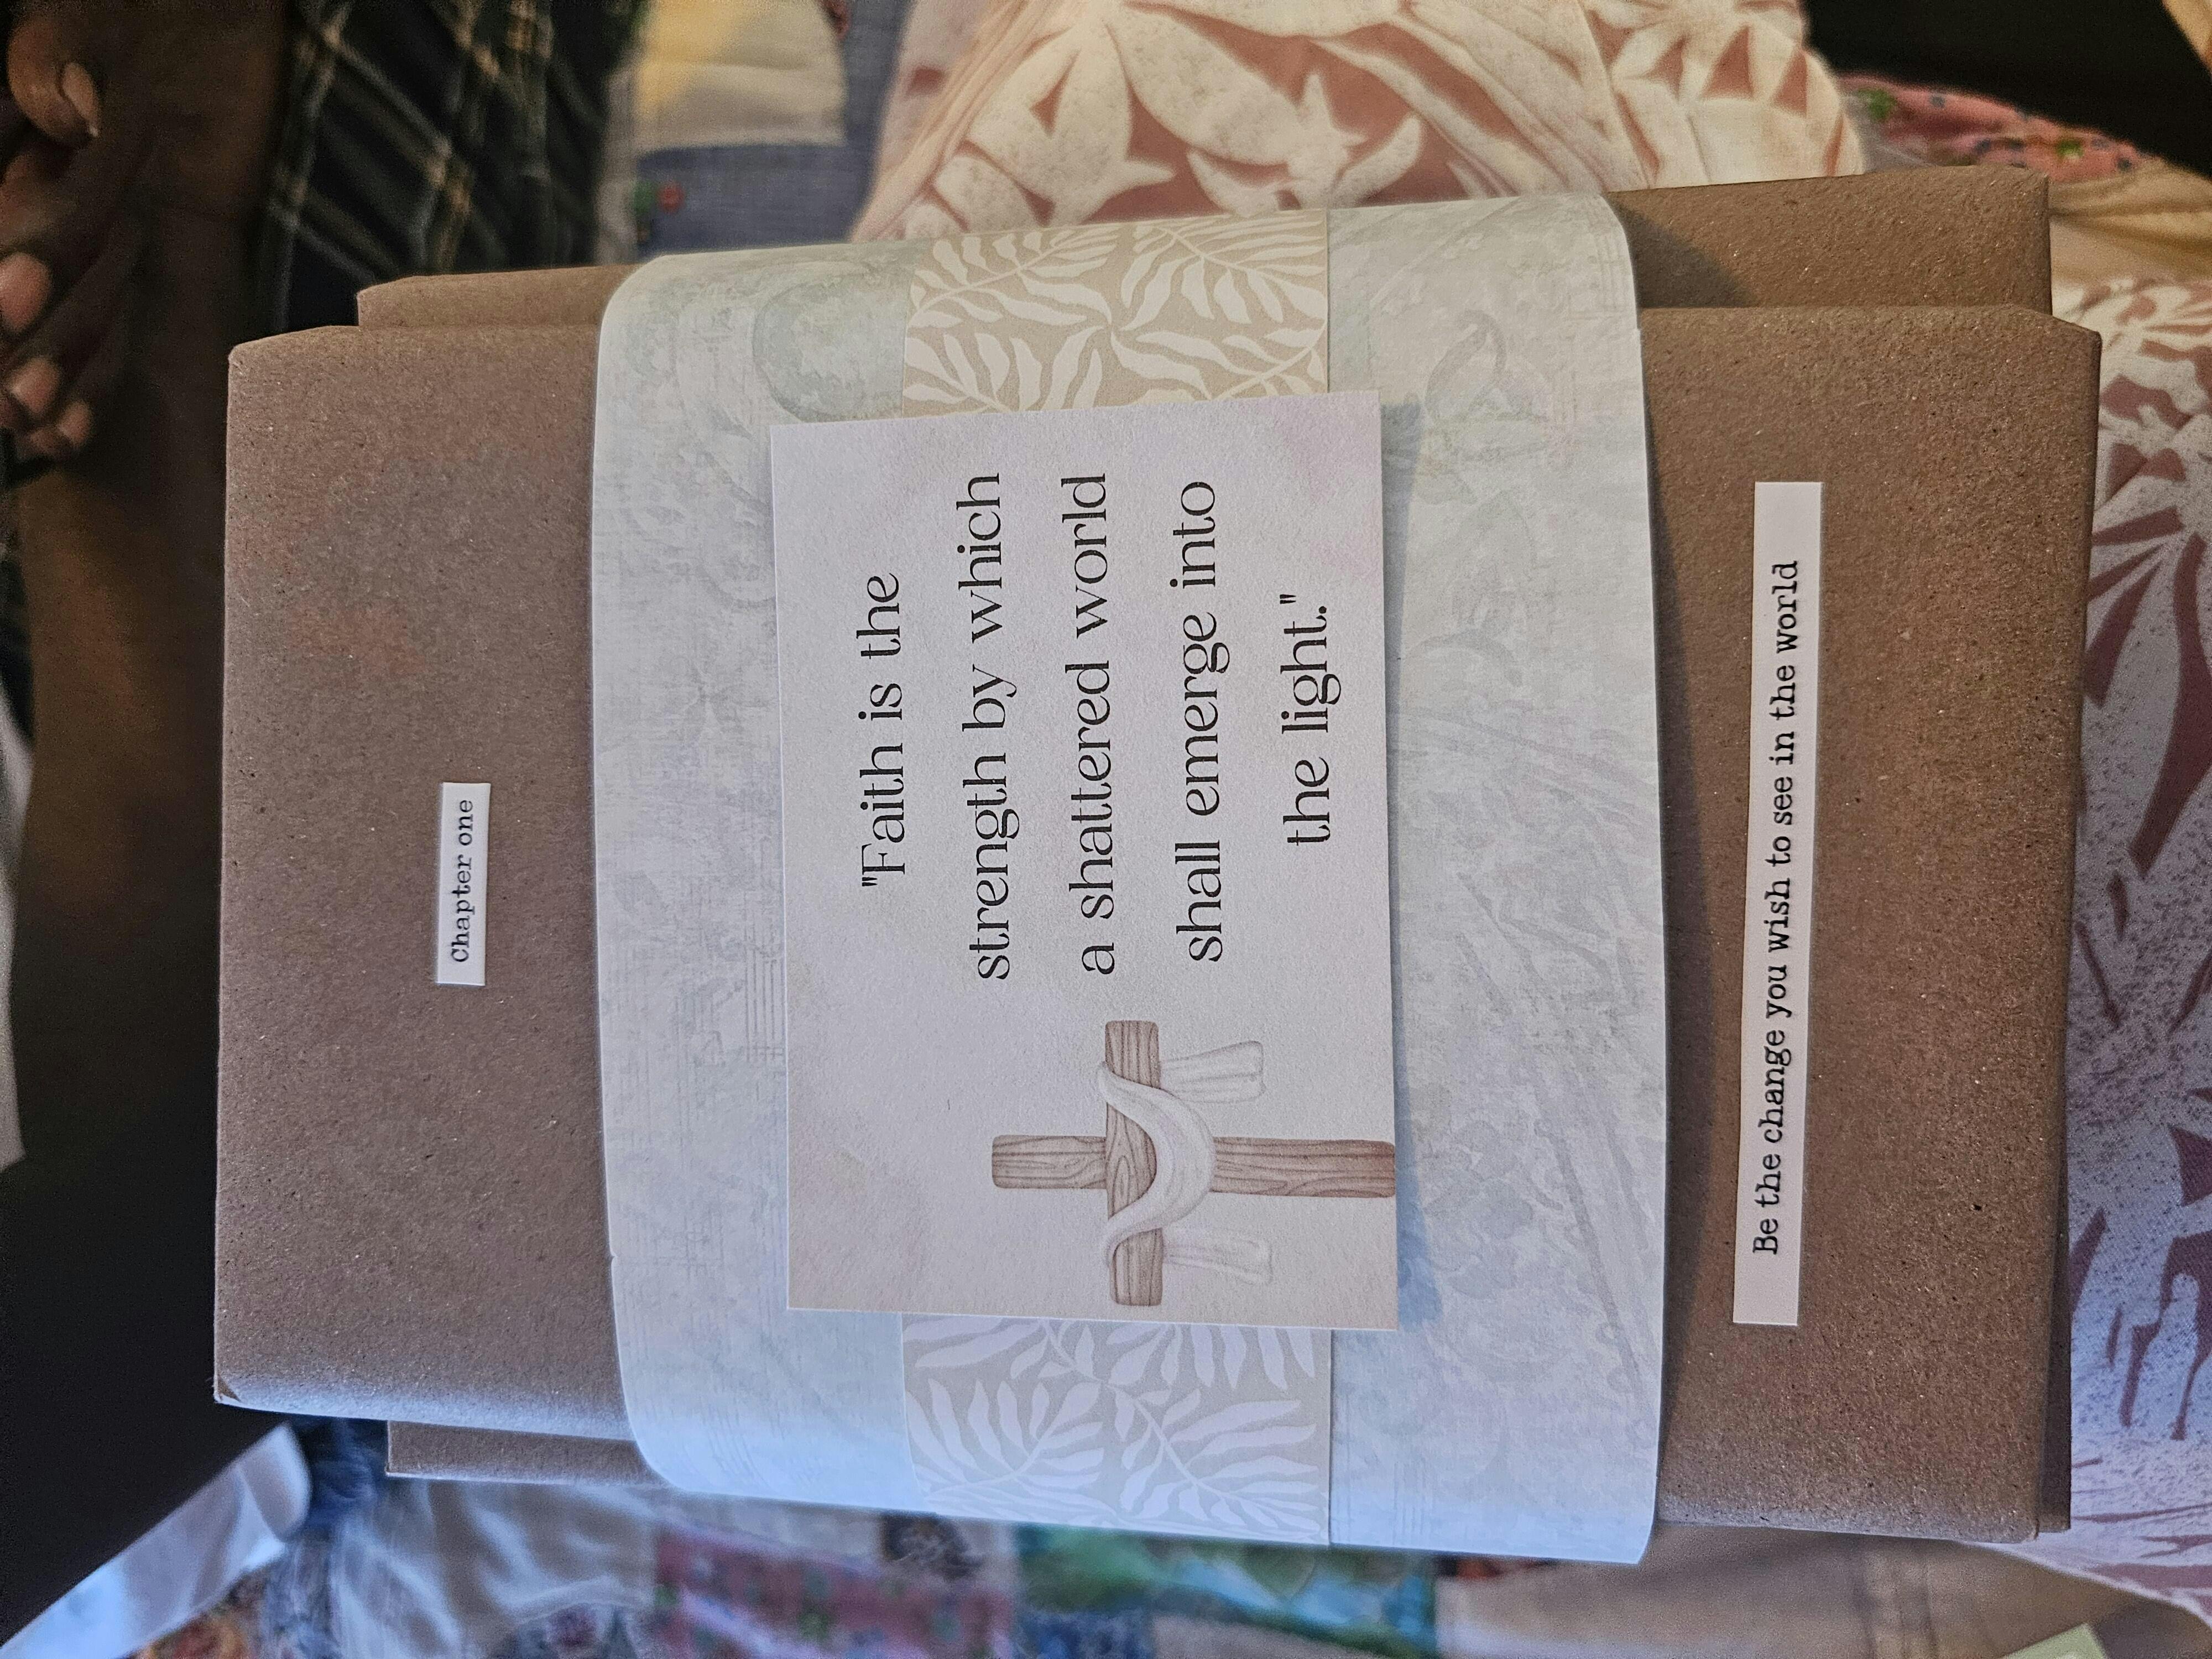 Chapter one
"Faith is the
strength by which
a shattered world
shall emerge into
the light."
Be the change you wish to see in the world